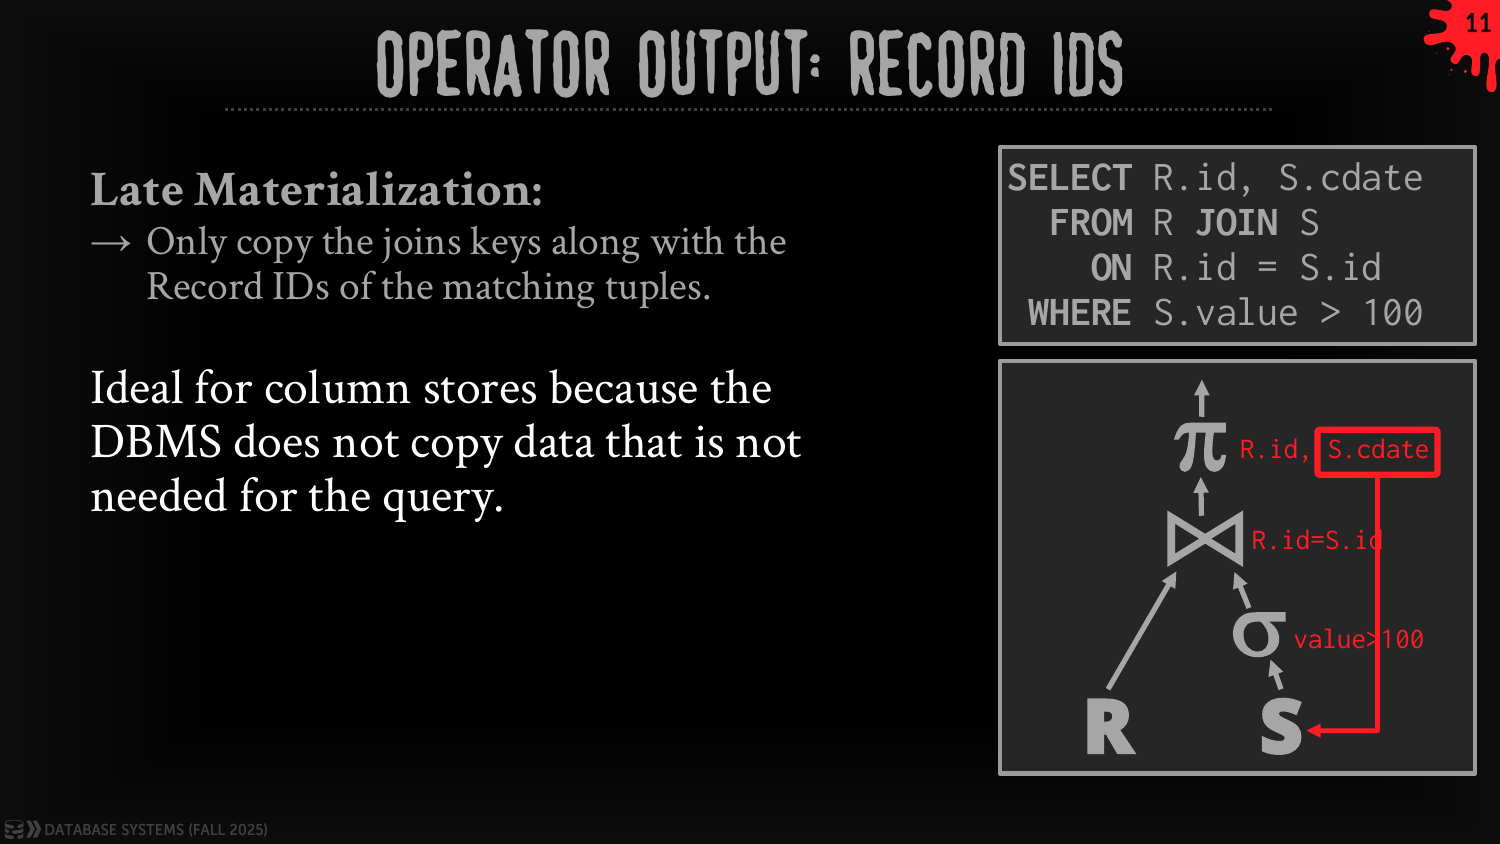 11
OPERATOR OUTPUT: RECORD IDS
Late Materialization:
→ Only copy the joins keys along with the
Record IDs of the matching tuples.
Ideal for column stores because the
DBMS does not copy data that is not
needed for the query.
SELECT R.id, S.cdate
FROM R JOIN S
ON R.id = S.id
WHERE S.value > 100
π R.id, S.cdate
⋈ R.id=S.id
σ value>100
R S
DATABASE SYSTEMS (FALL 2025)